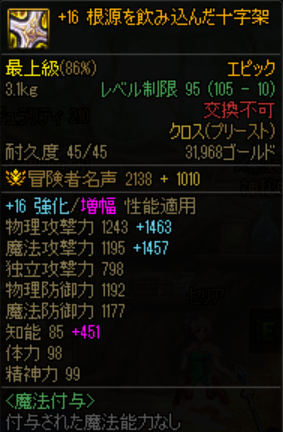 +16 根源を飲み込んだ十字架
最上級(86%) エピック
3.1kg レベル制限 95 (105 - 10)
交換不可
クロス(プリースト)
耐久度 45/45 31,968ゴールド
冒険者名声 2138 + 1010
+16 強化/増幅 性能適用
物理攻撃力 1243 +1463
魔法攻撃力 1195 +1457
独立攻撃力 798
物理防御力 1192
魔法防御力 1177
知能 85 +451
体力 98
精神力 99
<魔法付与>
付与された魔法能力なし